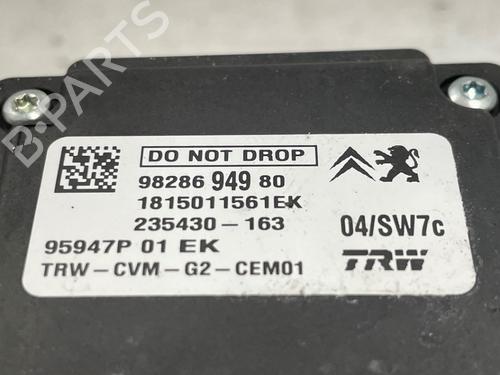 DO NOT DROP
98286 949 80
1815011561EK
235430-163
04/SW7c
95947P 01 EK
TRW-CVM-G2-CEM01
TRW
B-PARTS